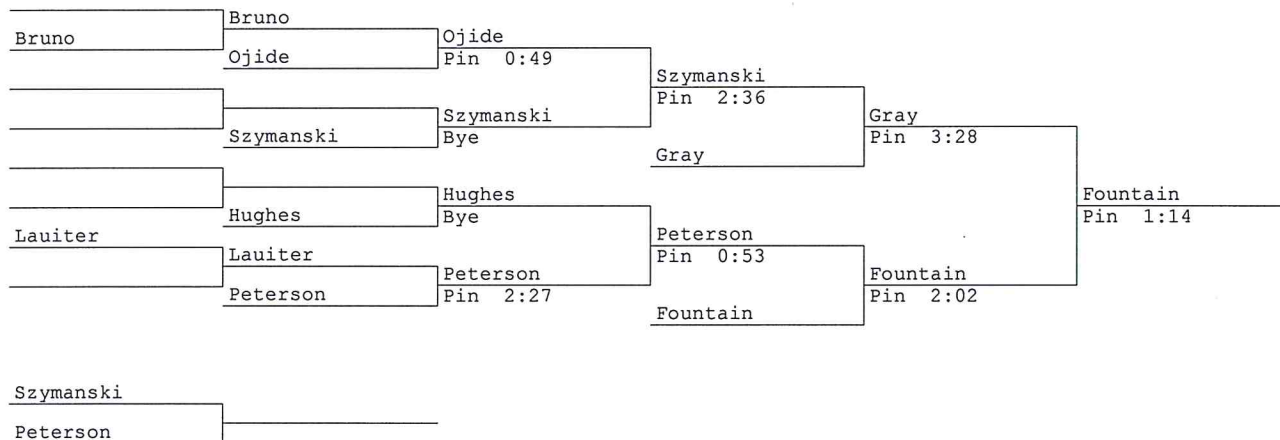 Bruno
Bruno
Ojide
Ojide
Pin 0:49
Szymanski
Pin 2:36
Szymanski
Szymanski
Bye
Gray
Gray
Pin 3:28
Hughes
Hughes
Bye
Fountain
Pin 1:14
Lauiter
Lauiter
Peterson
Peterson
Pin 2:27
Peterson
Pin 0:53
Fountain
Fountain
Pin 2:02
Szymanski
Peterson